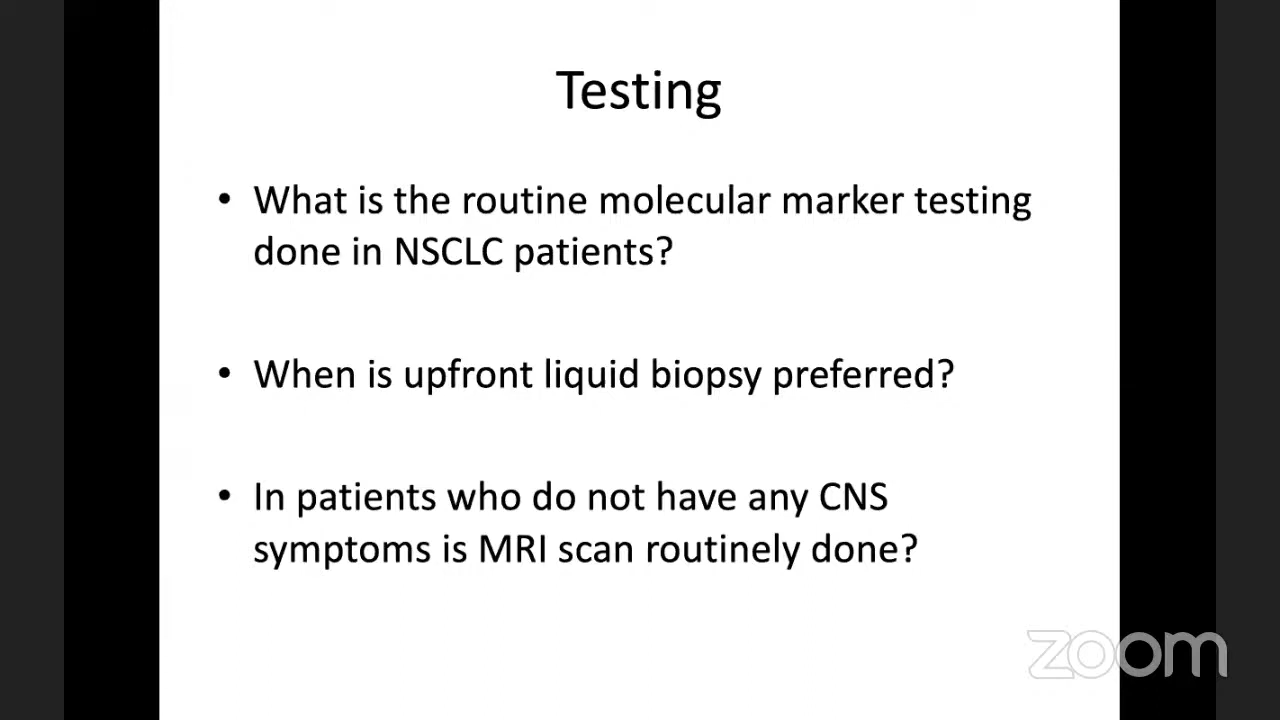 Testing
• What is the routine molecular marker testing
done in NSCLC patients?
• When is upfront liquid biopsy preferred?
• In patients who do not have any CNS
symptoms is MRI scan routinely done?
zoom